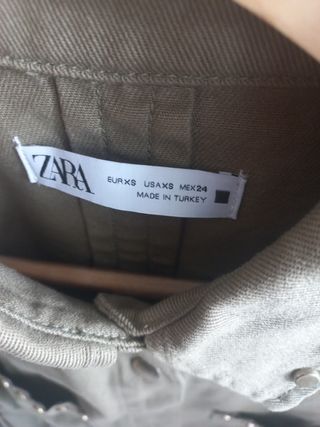 ZARA
EUR XS USA XS MEX 24
MADE IN TURKEY